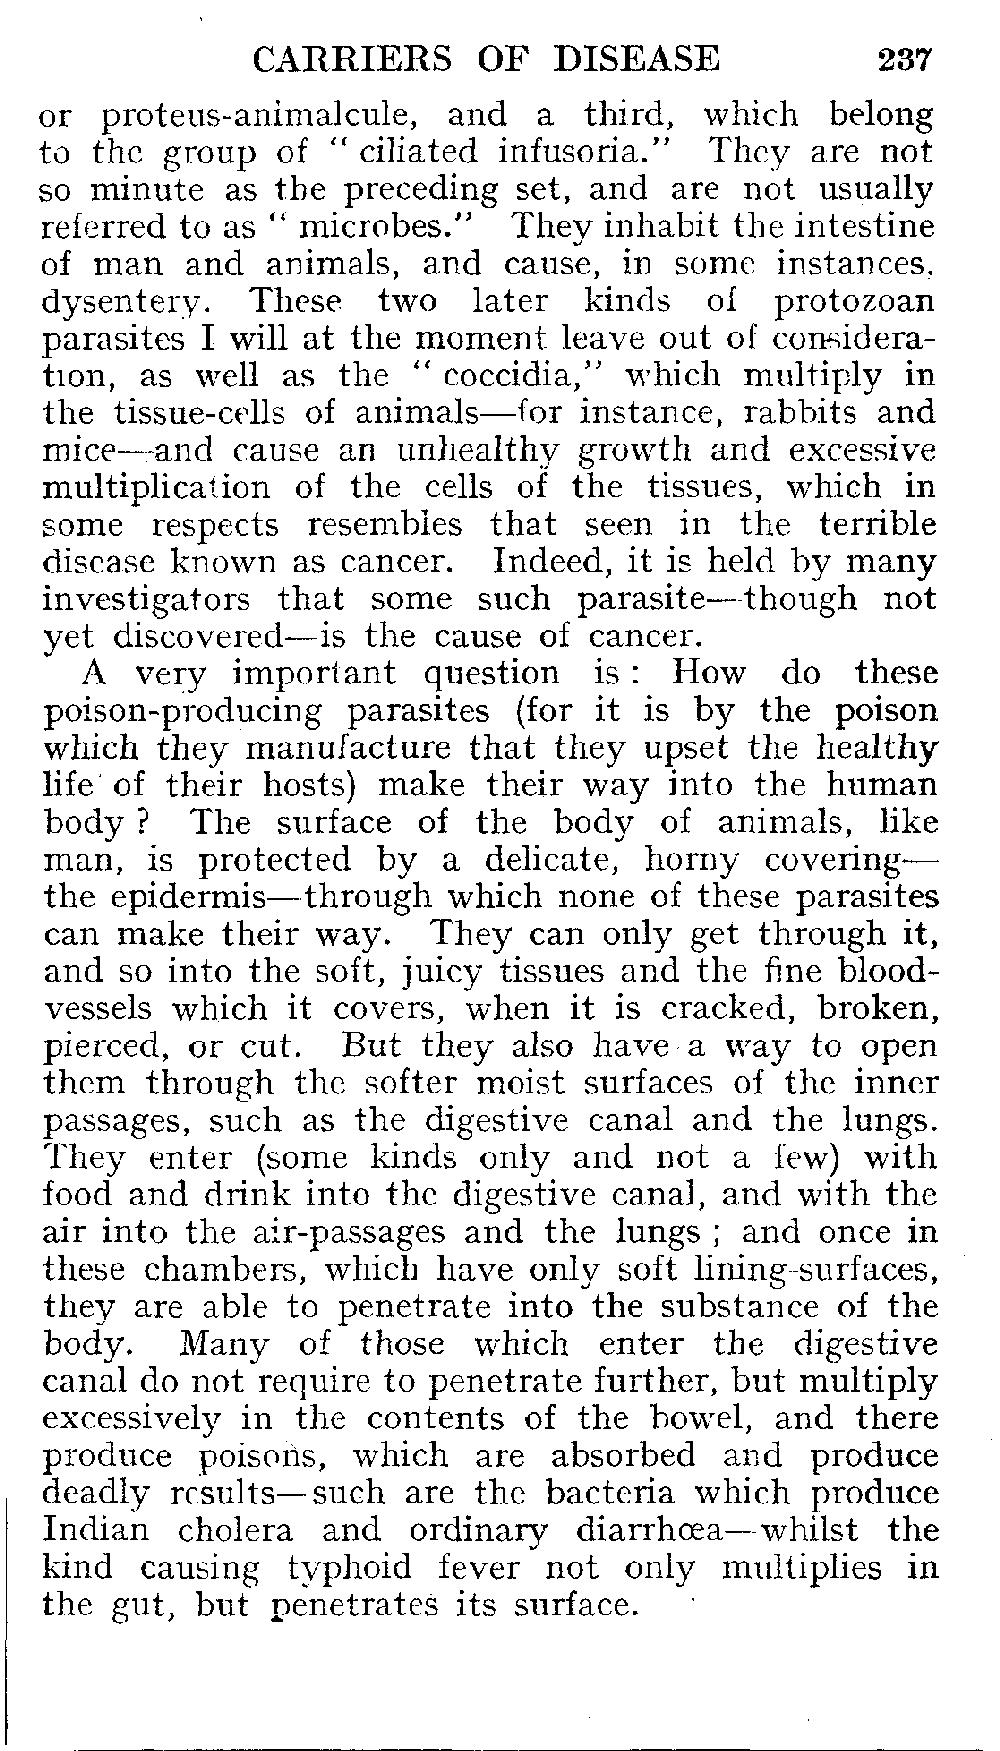 CARRIERS OF DISEASE 237
or proteus-animalcule, and a third, which belong
to the group of “ ciliated infusoria.” They are not
so minute as the preceding set, and are not usually
referred to as “ microbes.” They inhabit the intestine
of man and animals, and cause, in some instances,
dysentery. These two later kinds of protozoan
parasites I will at the moment leave out of considera-
tion, as well as the “ coccidia,” which multiply in
the tissue-cells of animals—for instance, rabbits and
mice—and cause an unhealthy growth and excessive
multiplication of the cells of the tissues, which in
some respects resembles that seen in the terrible
disease known as cancer. Indeed, it is held by many
investigators that some such parasite—though not
yet discovered—is the cause of cancer.
A very important question is : How do these
poison-producing parasites (for it is by the poison
which they manufacture that they upset the healthy
life of their hosts) make their way into the human
body ? The surface of the body of animals, like
man, is protected by a delicate, horny covering—
the epidermis—through which none of these parasites
can make their way. They can only get through it,
and so into the soft, juicy tissues and the fine blood-
vessels which it covers, when it is cracked, broken,
pierced, or cut. But they also have a way to open
them through the softer moist surfaces of the inner
passages, such as the digestive canal and the lungs.
They enter (some kinds only and not a few) with
food and drink into the digestive canal, and with the
air into the air-passages and the lungs ; and once in
these chambers, which have only soft lining-surfaces,
they are able to penetrate into the substance of the
body. Many of those which enter the digestive
canal do not require to penetrate further, but multiply
excessively in the contents of the bowel, and there
produce poisons, which are absorbed and produce
deadly results—such are the bacteria which produce
Indian cholera and ordinary diarrhœa—whilst the
kind causing typhoid fever not only multiplies in
the gut, but penetrates its surface.